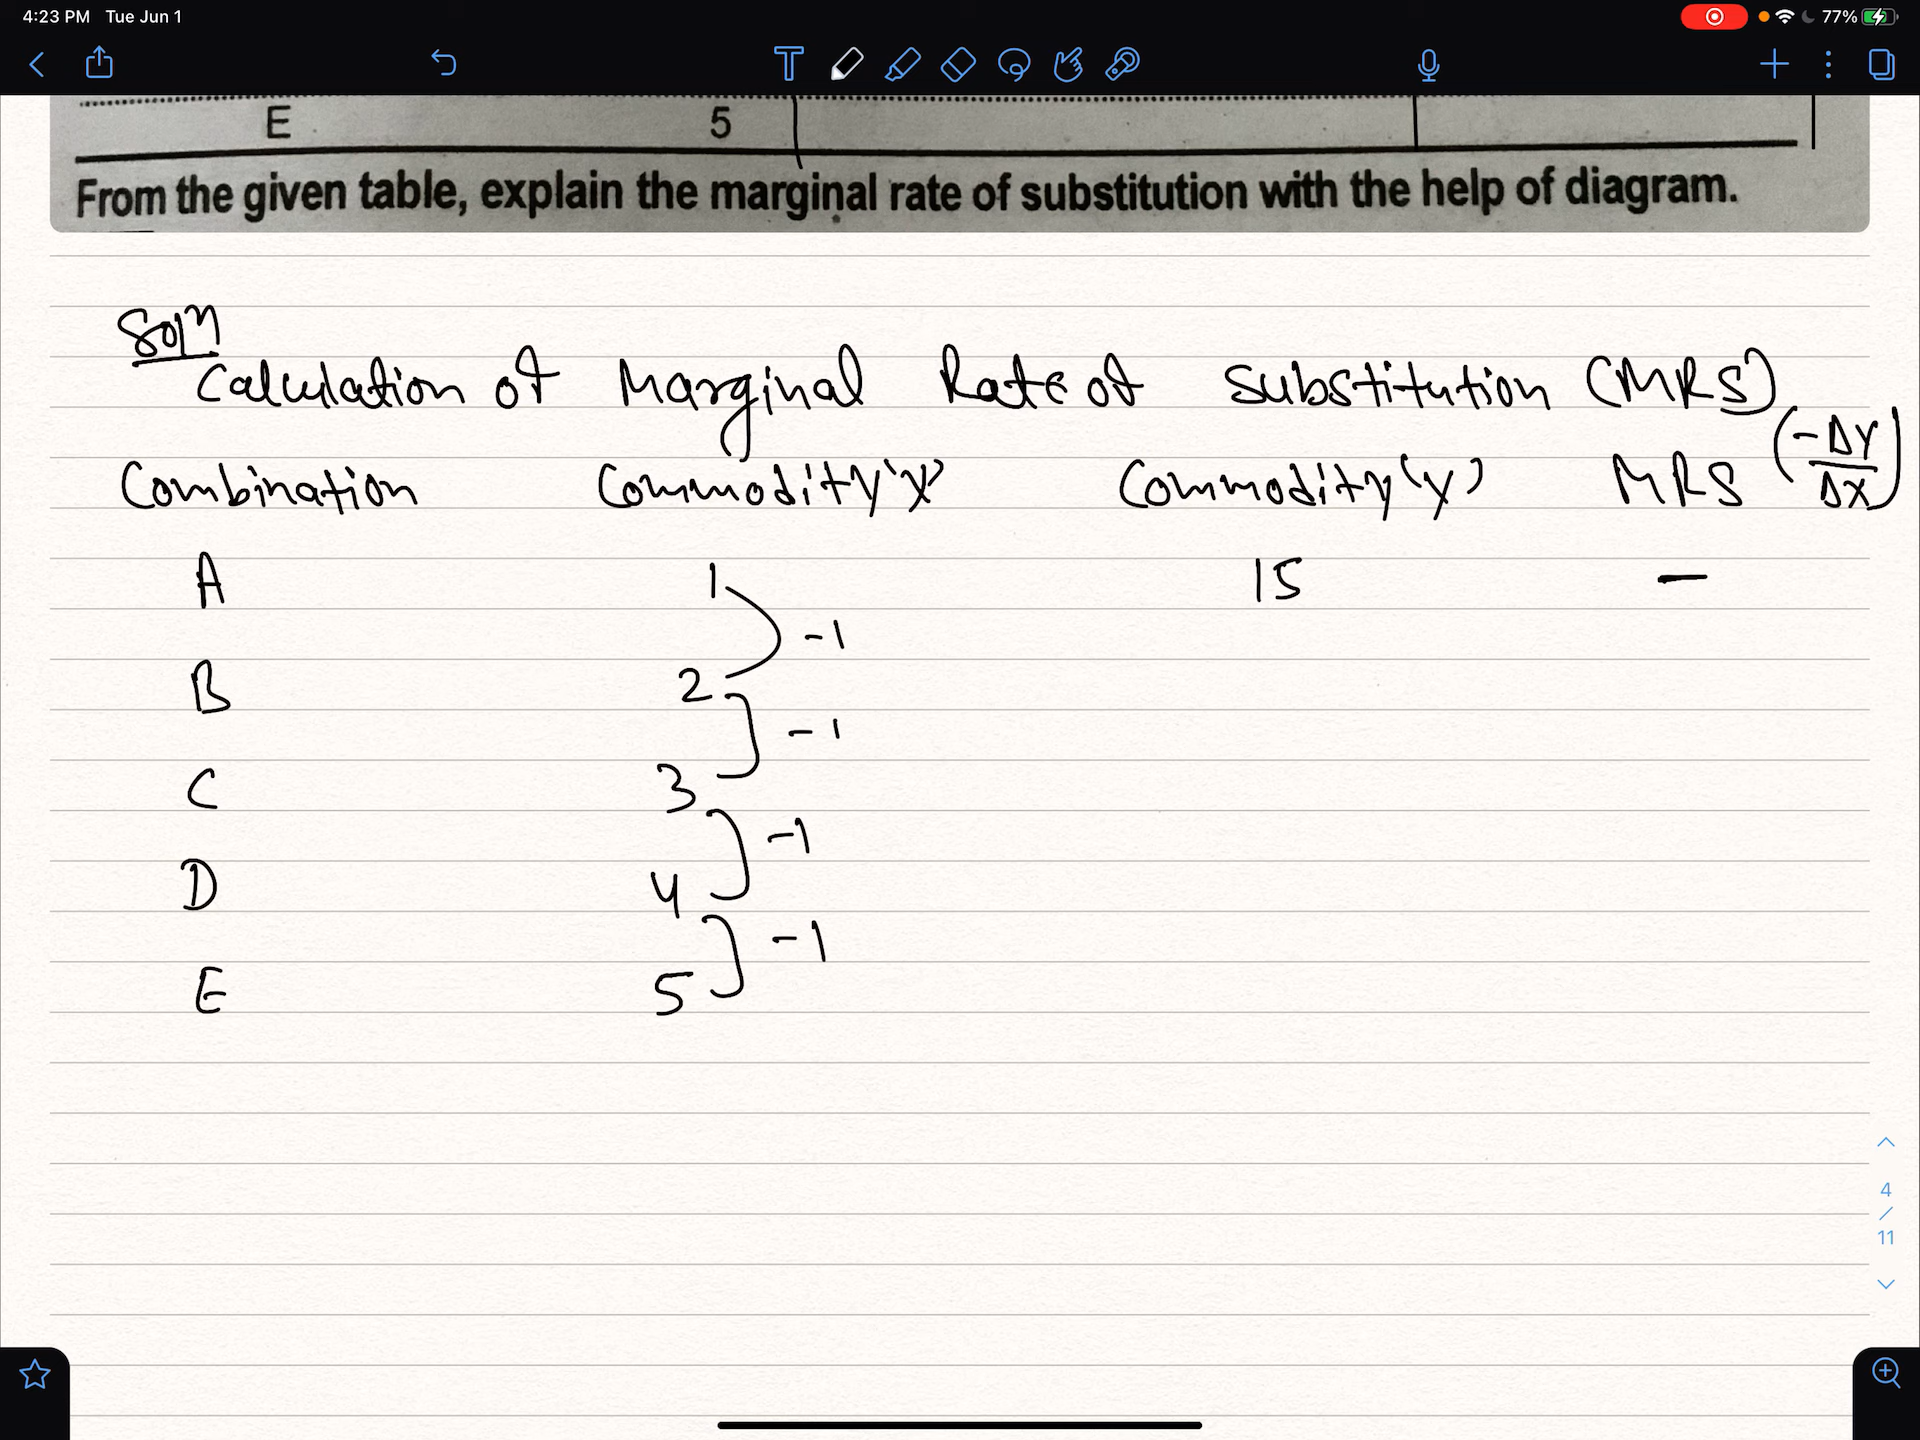 4:23 PM Tue Jun 1
77%
E 5
From the given table, explain the marginal rate of substitution with the help of diagram.
Soln
Calculation of Marginal Rate of Substitution (MRS)
Combination Commodity 'X' Commodity (Y) MRS (-ΔY/ΔX)
A 1 15 -
-1
B 2
-1
C 3
-1
D 4
-1
E 5
4
/
11